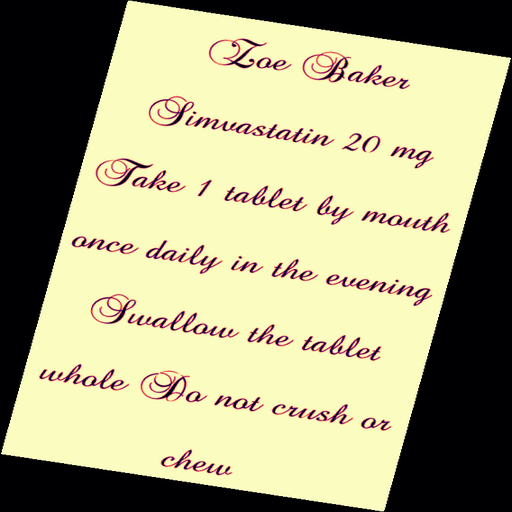 Zoe Baker
Simvastatin 20 mg
Take 1 tablet by mouth
once daily in the evening
Swallow the tablet
whole Do not crush or
chew